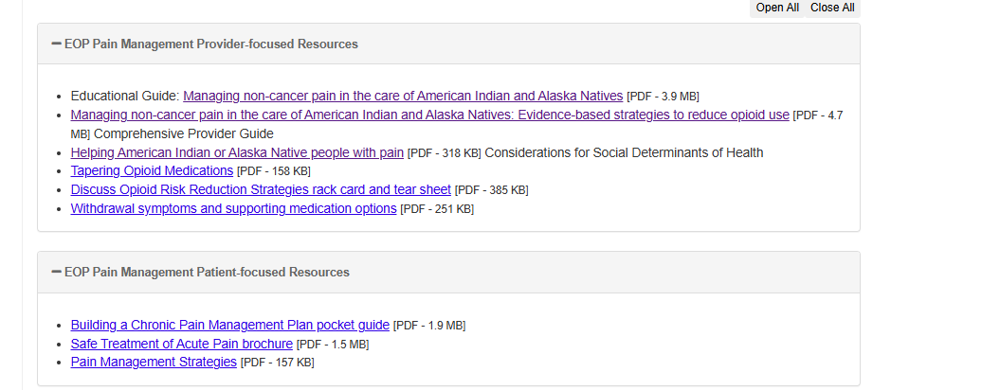 Open All Close All
EOP Pain Management Provider-focused Resources
Educational Guide: Managing non-cancer pain in the care of American Indian and Alaska Natives [PDF - 3.9 MB]
Managing non-cancer pain in the care of American Indian and Alaska Natives: Evidence-based strategies to reduce opioid use [PDF - 4.7
MB] Comprehensive Provider Guide
Helping American Indian or Alaska Native people with pain [PDF - 318 KB] Considerations for Social Determinants of Health
Tapering Opioid Medications [PDF - 158 KB]
Discuss Opioid Risk Reduction Strategies rack card and tear sheet [PDF - 385 KB]
Withdrawal symptoms and supporting medication options [PDF - 251 KB]
EOP Pain Management Patient-focused Resources
Building a Chronic Pain Management Plan pocket guide [PDF - 1.9 MB]
Safe Treatment of Acute Pain brochure [PDF - 1.5 MB]
Pain Management Strategies [PDF - 157 KB]